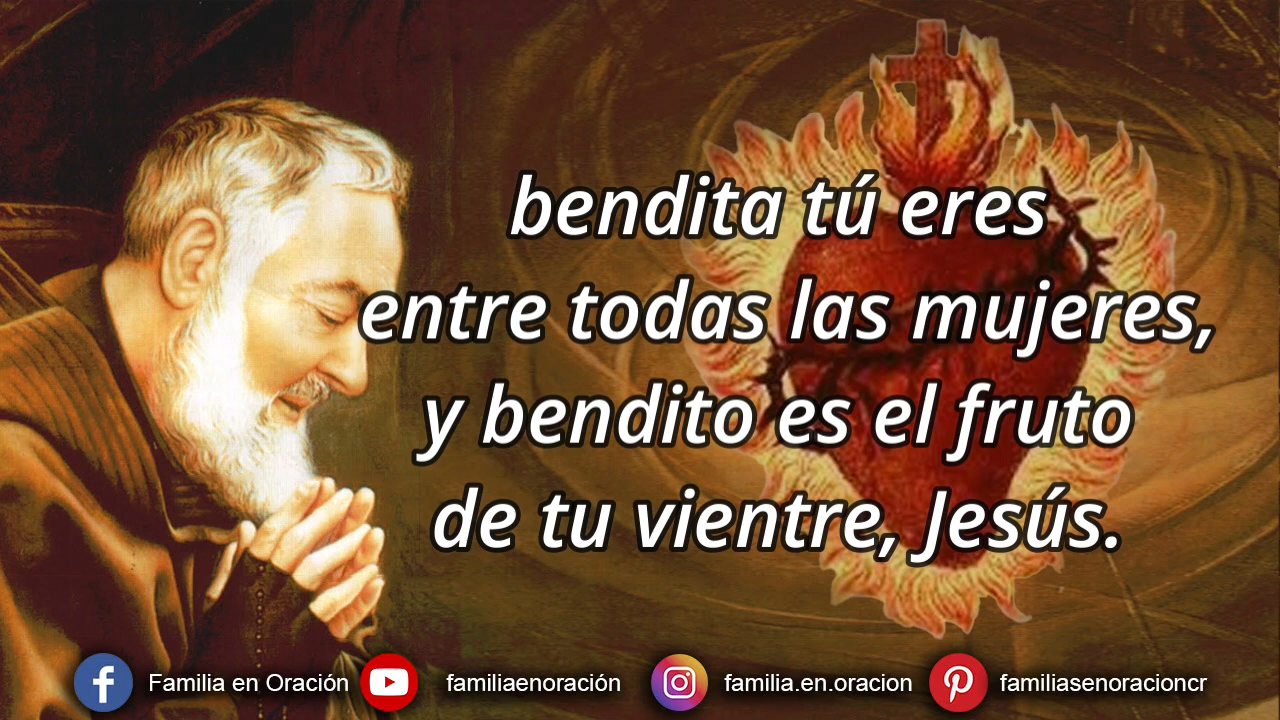 bendita tú eres
entre todas las mujeres,
y bendito es el fruto
de tu vientre, Jesús.
Familia en Oración familiaenoración familia.en.oracion familiasenoracioncr